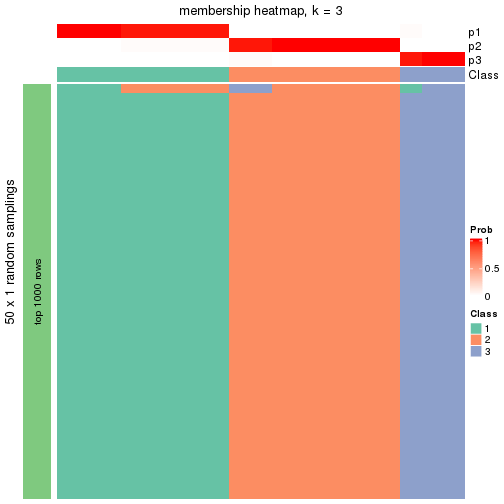 membership heatmap, k = 3
p1
p2
p3
Class
50 x 1 random samplings
top 1000 rows
Prob
1
0.5
0
Class
1
2
3